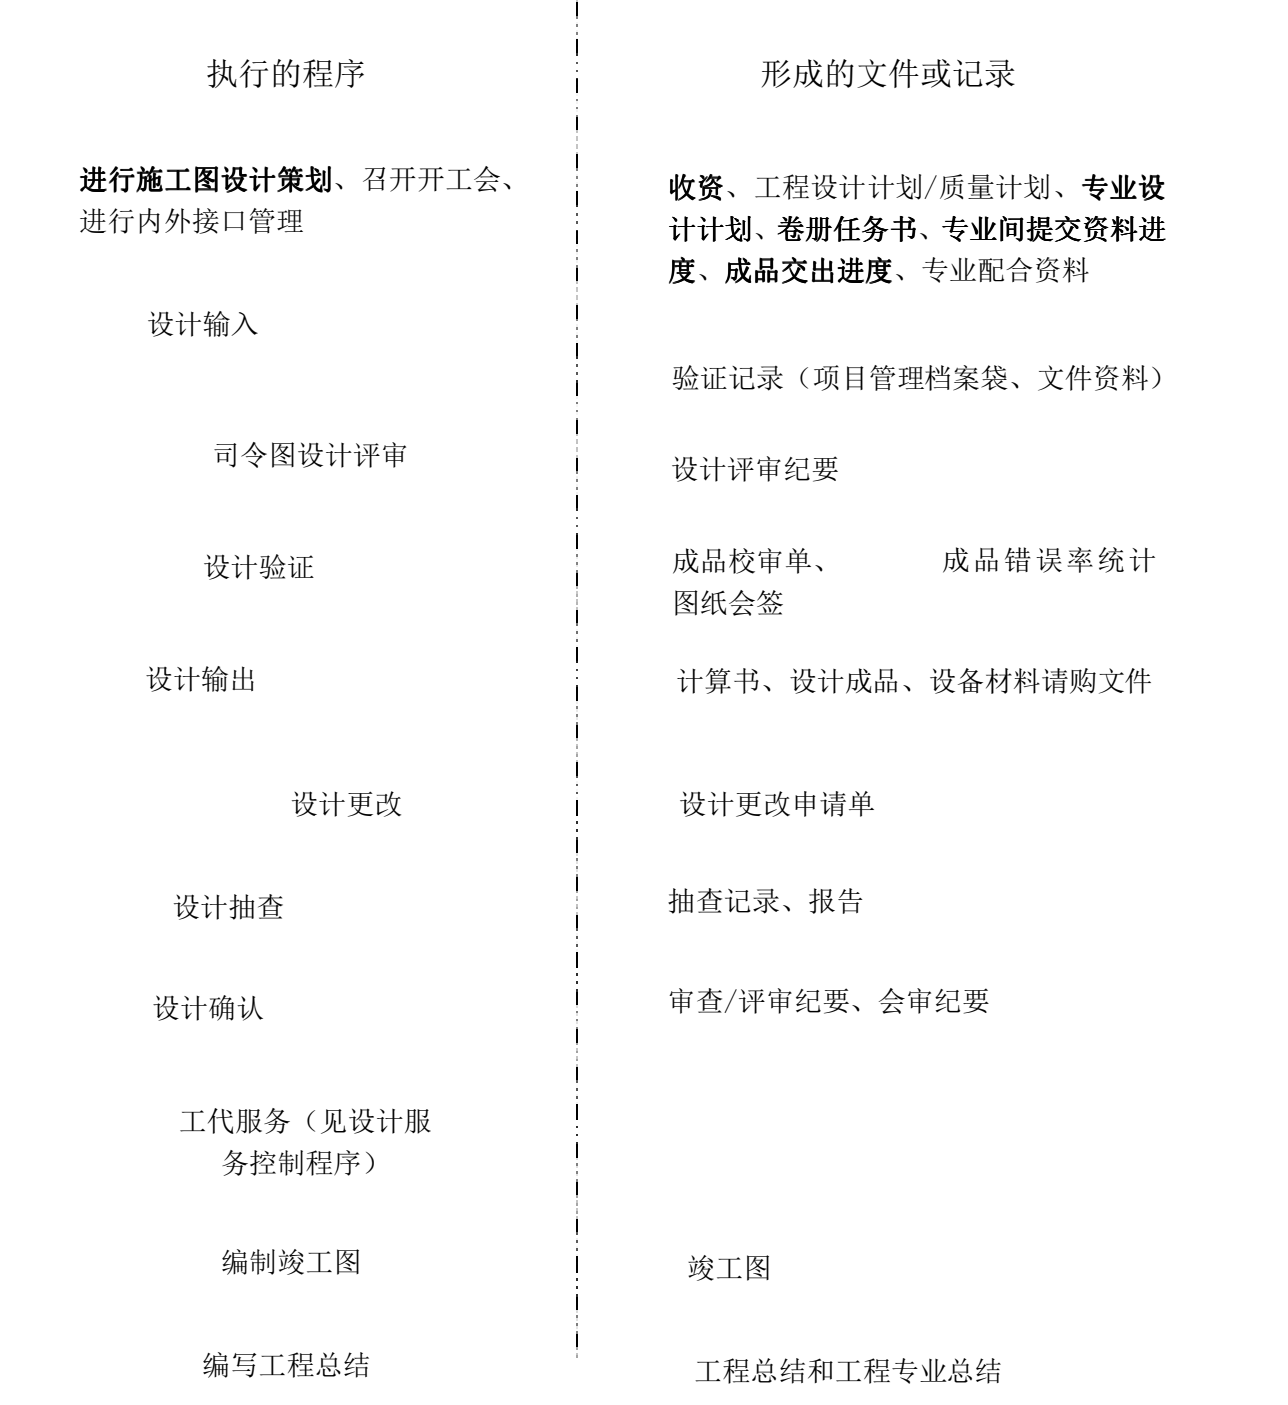 执行的程序
形成的文件或记录
进行施工图设计策划、召开开工会、
进行内外接口管理
收资、工程设计计划/质量计划、专业设
计计划、卷册任务书、专业间提交资料进
度、成品交出进度、专业配合资料
设计输入
验证记录（项目管理档案袋、文件资料）
司令图设计评审
设计评审纪要
设计验证
成品校审单、 成品错误率统计
图纸会签
设计输出
计算书、设计成品、设备材料请购文件
设计更改
设计更改申请单
设计抽查
抽查记录、报告
设计确认
审查/评审纪要、会审纪要
工代服务（见设计服
务控制程序）
编制竣工图
竣工图
编写工程总结
工程总结和工程专业总结